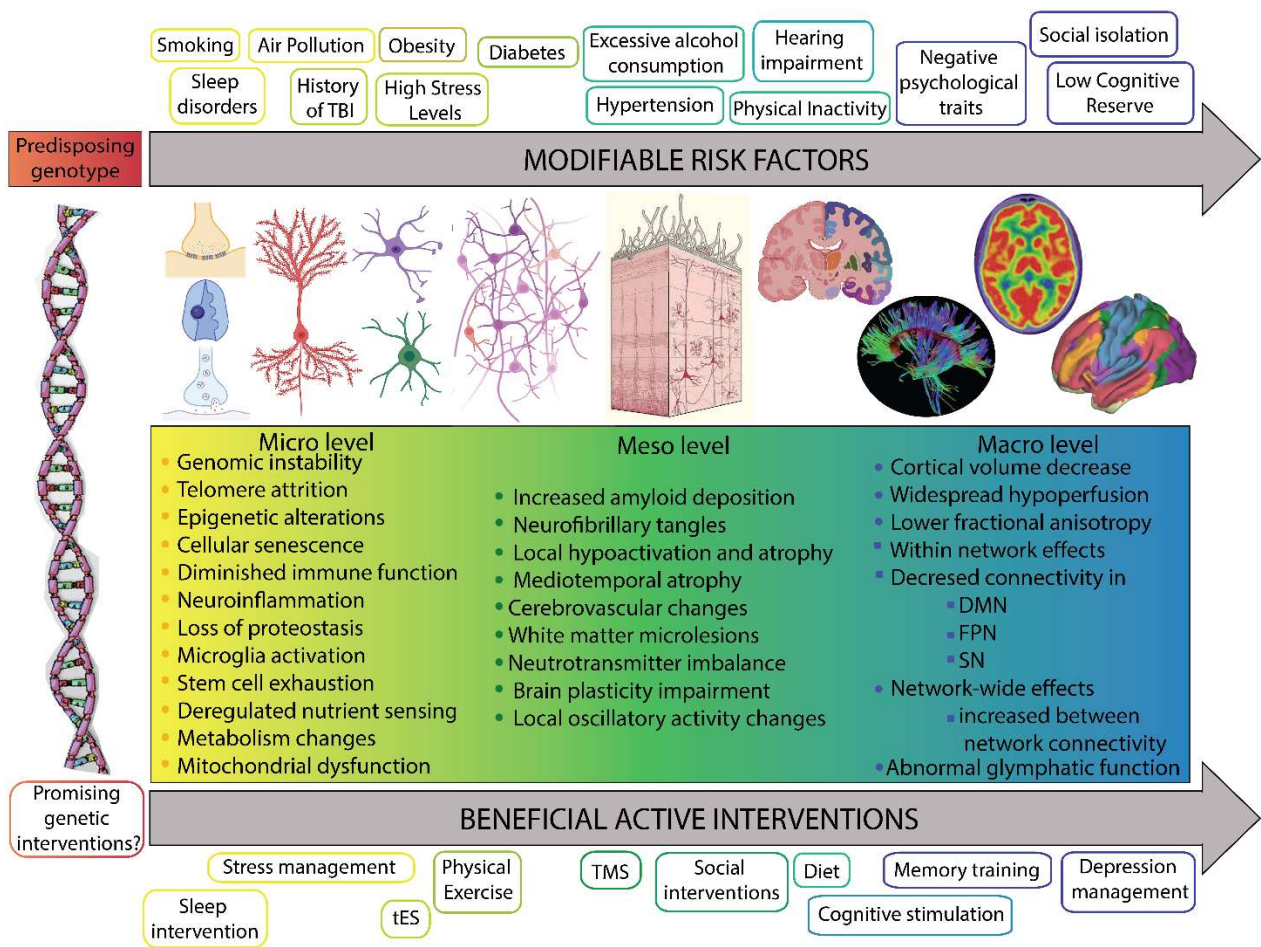 Smoking
Air Pollution
Obesity
Diabetes
Excessive alcohol
consumption
Hearing
impairment
Negative
psychological
traits
Social isolation
Sleep
disorders
History
of TBI
High Stress
Levels
Hypertension
Physical Inactivity
Low Cognitive
Reserve
Predisposing
genotype
MODIFIABLE RISK FACTORS
Micro level
• Genomic instability
• Telomere attrition
• Epigenetic alterations
• Cellular senescence
• Diminished immune function
• Neuroinflammation
• Loss of proteostasis
• Microglia activation
• Stem cell exhaustion
• Deregulated nutrient sensing
• Metabolism changes
• Mitochondrial dysfunction
Meso level
• Increased amyloid deposition
• Neurofibrillary tangles
• Local hypoactivation and atrophy
• Mediotemporal atrophy
• Cerebrovascular changes
• White matter microlesions
• Neutrotransmitter imbalance
• Brain plasticity impairment
• Local oscillatory activity changes
Macro level
• Cortical volume decrease
• Widespread hypoperfusion
• Lower fractional anisotropy
▪ Within network effects
▪ Decresed connectivity in
▪ DMN
▪ FPN
▪ SN
• Network-wide effects
▪ increased between
network connectivity
• Abnormal glymphatic function
Promising
genetic
interventions?
BENEFICIAL ACTIVE INTERVENTIONS
Stress management
Physical
Exercise
TMS
Social
interventions
Diet
Memory training
Depression
management
Sleep
intervention
tES
Cognitive stimulation